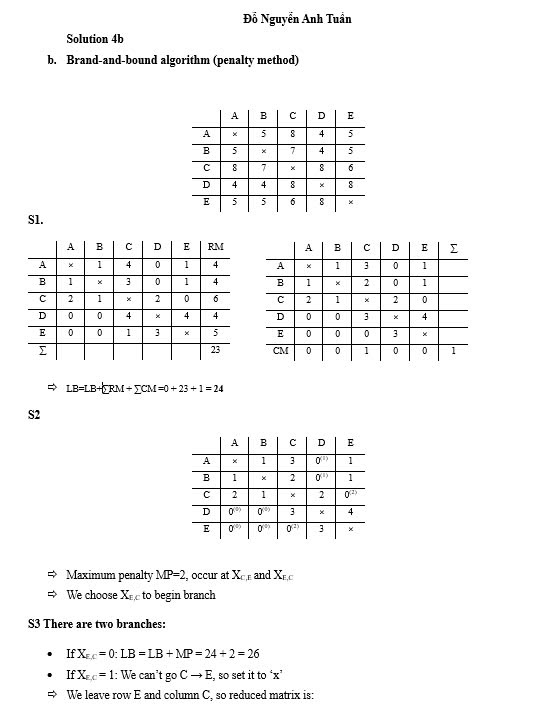 Đỗ Nguyễn Anh Tuấn
Solution 4b
b. Brand-and-bound algorithm (penalty method)
A B C D E
A × 5 8 4 5
B 5 × 7 4 5
C 8 7 × 8 6
D 4 4 8 × 8
E 5 5 6 8 ×
S1.
A B C D E RM
A × 1 4 0 1 4
B 1 × 3 0 1 4
C 2 1 × 2 0 6
D 0 0 4 × 4 4
E 0 0 1 3 × 5
Σ 23
A B C D E Σ
A × 1 3 0 1
B 1 × 2 0 1
C 2 1 × 2 0
D 0 0 3 × 4
E 0 0 0 3 ×
CM 0 0 1 0 0 1
⇨ LB=LB+∑RM + ∑CM =0 + 23 + 1 = 24
S2
A B C D E
A × 1 3 0⁽¹⁾ 1
B 1 × 2 0⁽¹⁾ 1
C 2 1 × 2 0⁽²⁾
D 0⁽⁰⁾ 0⁽⁰⁾ 3 × 4
E 0⁽⁰⁾ 0⁽⁰⁾ 0⁽²⁾ 3 ×
⇨ Maximum penalty MP=2, occur at X_C,E and X_E,C
⇨ We choose X_E,C to begin branch
S3 There are two branches:
• If X_E,C = 0: LB = LB + MP = 24 + 2 = 26
• If X_E,C = 1: We can’t go C → E, so set it to ‘x’
⇨ We leave row E and column C, so reduced matrix is: